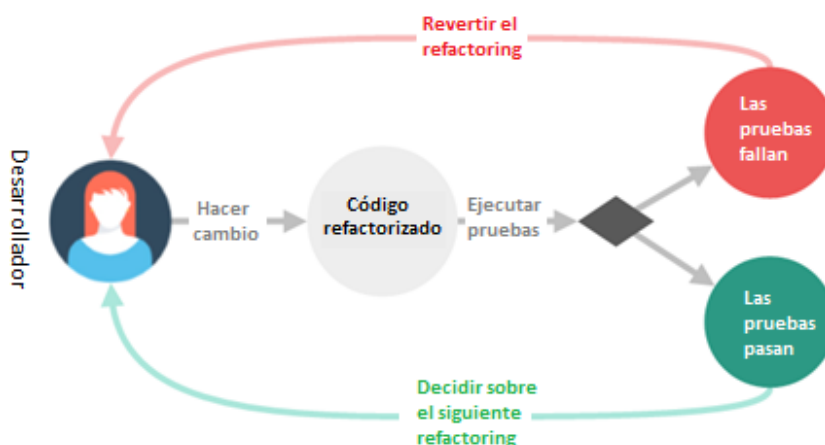 Revertir el
refactoring
Las
pruebas
fallan
Desarrollador
Hacer
cambio
Código
refactorizado
Ejecutar
pruebas
Las
pruebas
pasan
Decidir sobre
el siguiente
refactoring